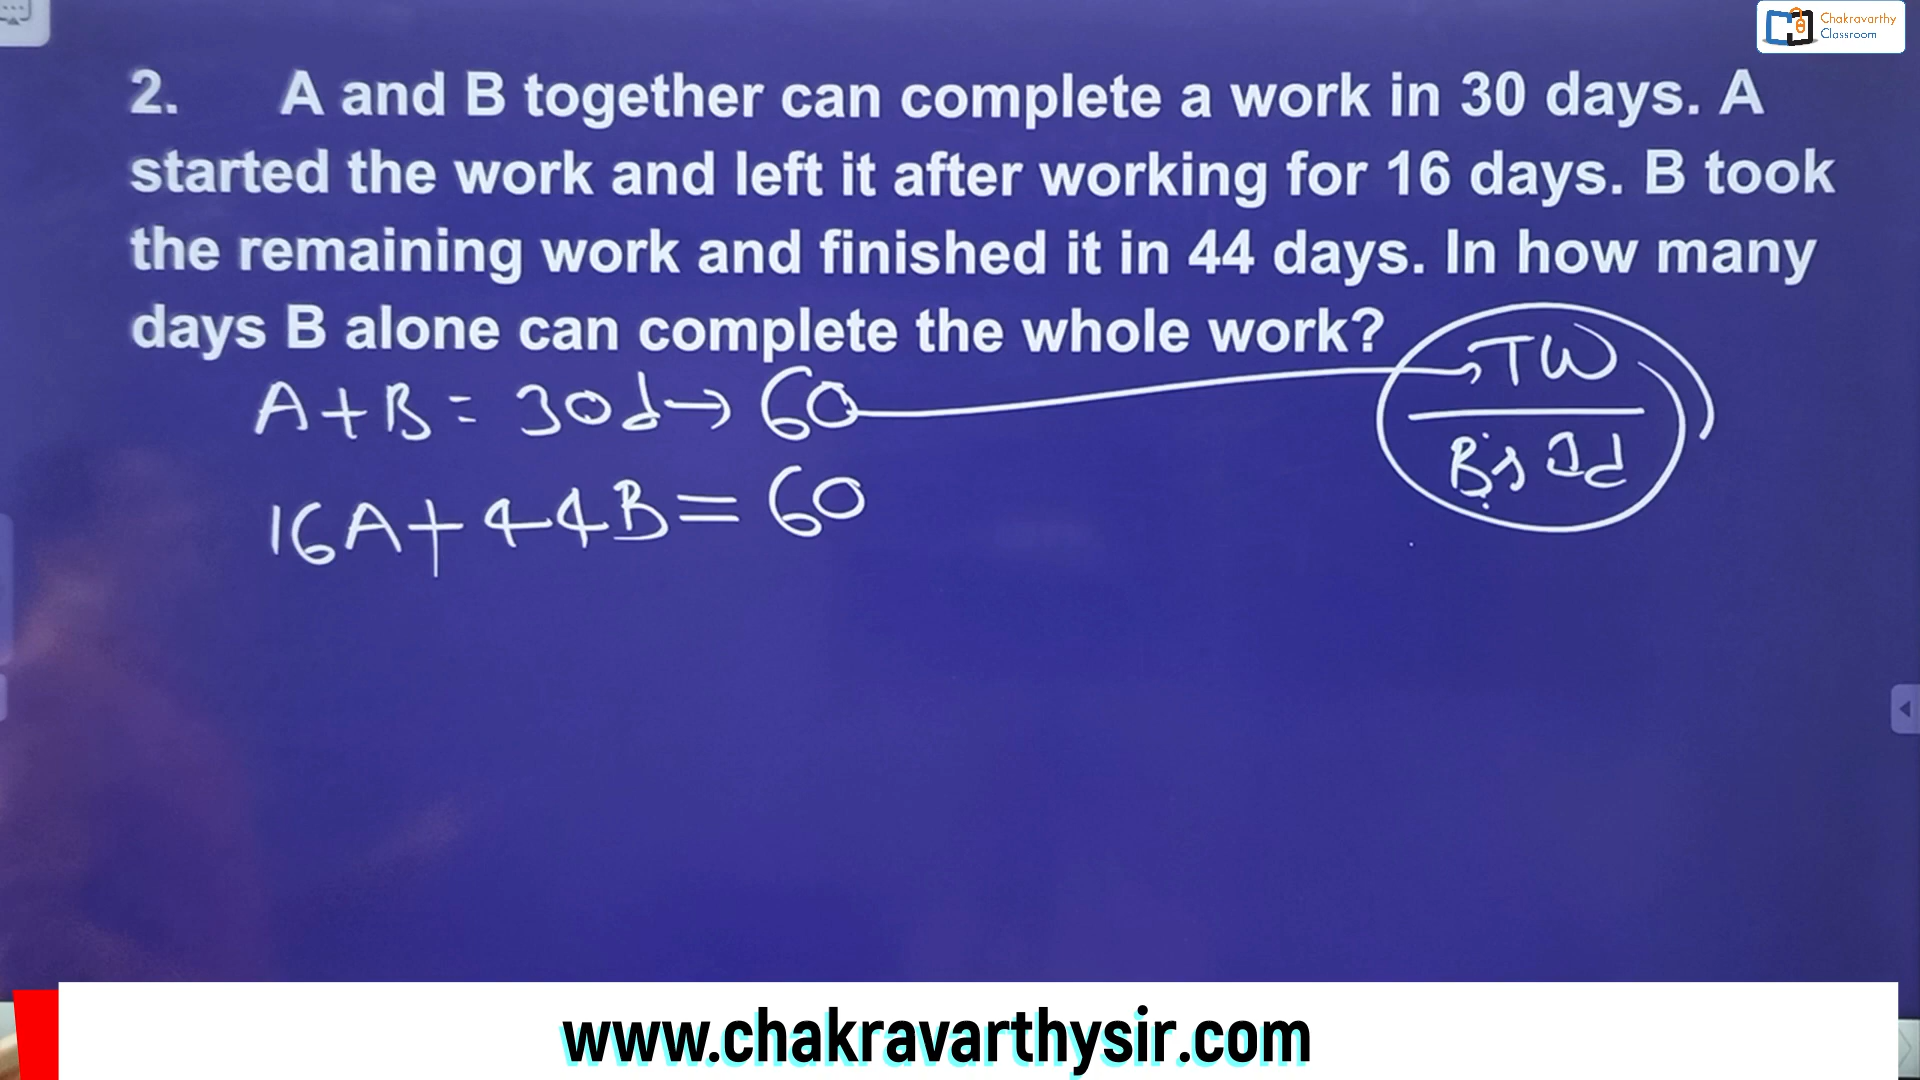 Chakravarthy
Classroom
2. A and B together can complete a work in 30 days. A
started the work and left it after working for 16 days. B took
the remaining work and finished it in 44 days. In how many
days B alone can complete the whole work?
A+B = 30d → 60
TW
B's 1d
16A+44B=60
www.chakravarthysir.com